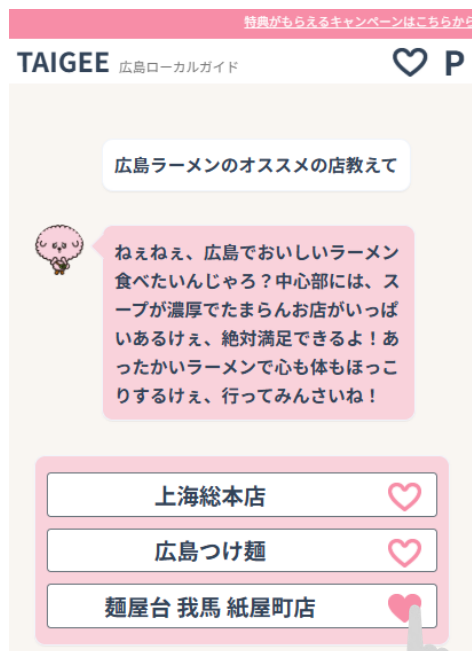 特典がもらえるキャンペーンはこちらから
TAIGEE 広島ローカルガイド P
広島ラーメンのオススメの店教えて
ねぇねぇ、広島でおいしいラーメン
食べたいんじゃろ？中心部には、ス
ープが濃厚でたまらんお店がいっぱ
いあるけぇ、絶対満足できるよ！あ
ったかいラーメンで心も体もほっこ
りするけぇ、行ってみんさいね！
上海総本店
広島つけ麺
麺屋台 我馬 紙屋町店